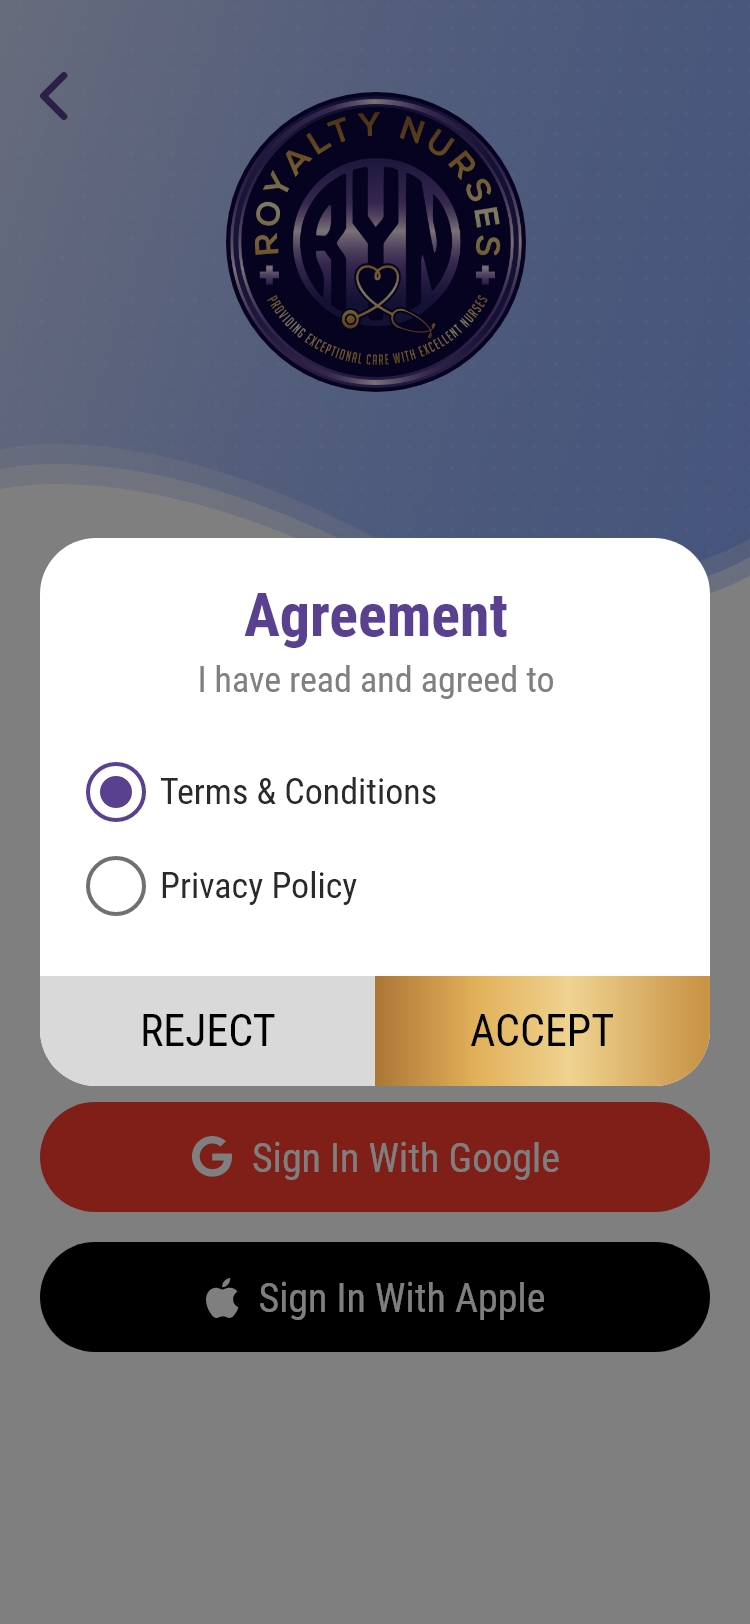 ROYALTY NURSES
RYN
PROVIDING EXCEPTIONAL CARE WITH EXCELLENT NURSES
Agreement
I have read and agreed to
Terms & Conditions
Privacy Policy
REJECT
ACCEPT
Sign In With Google
Sign In With Apple